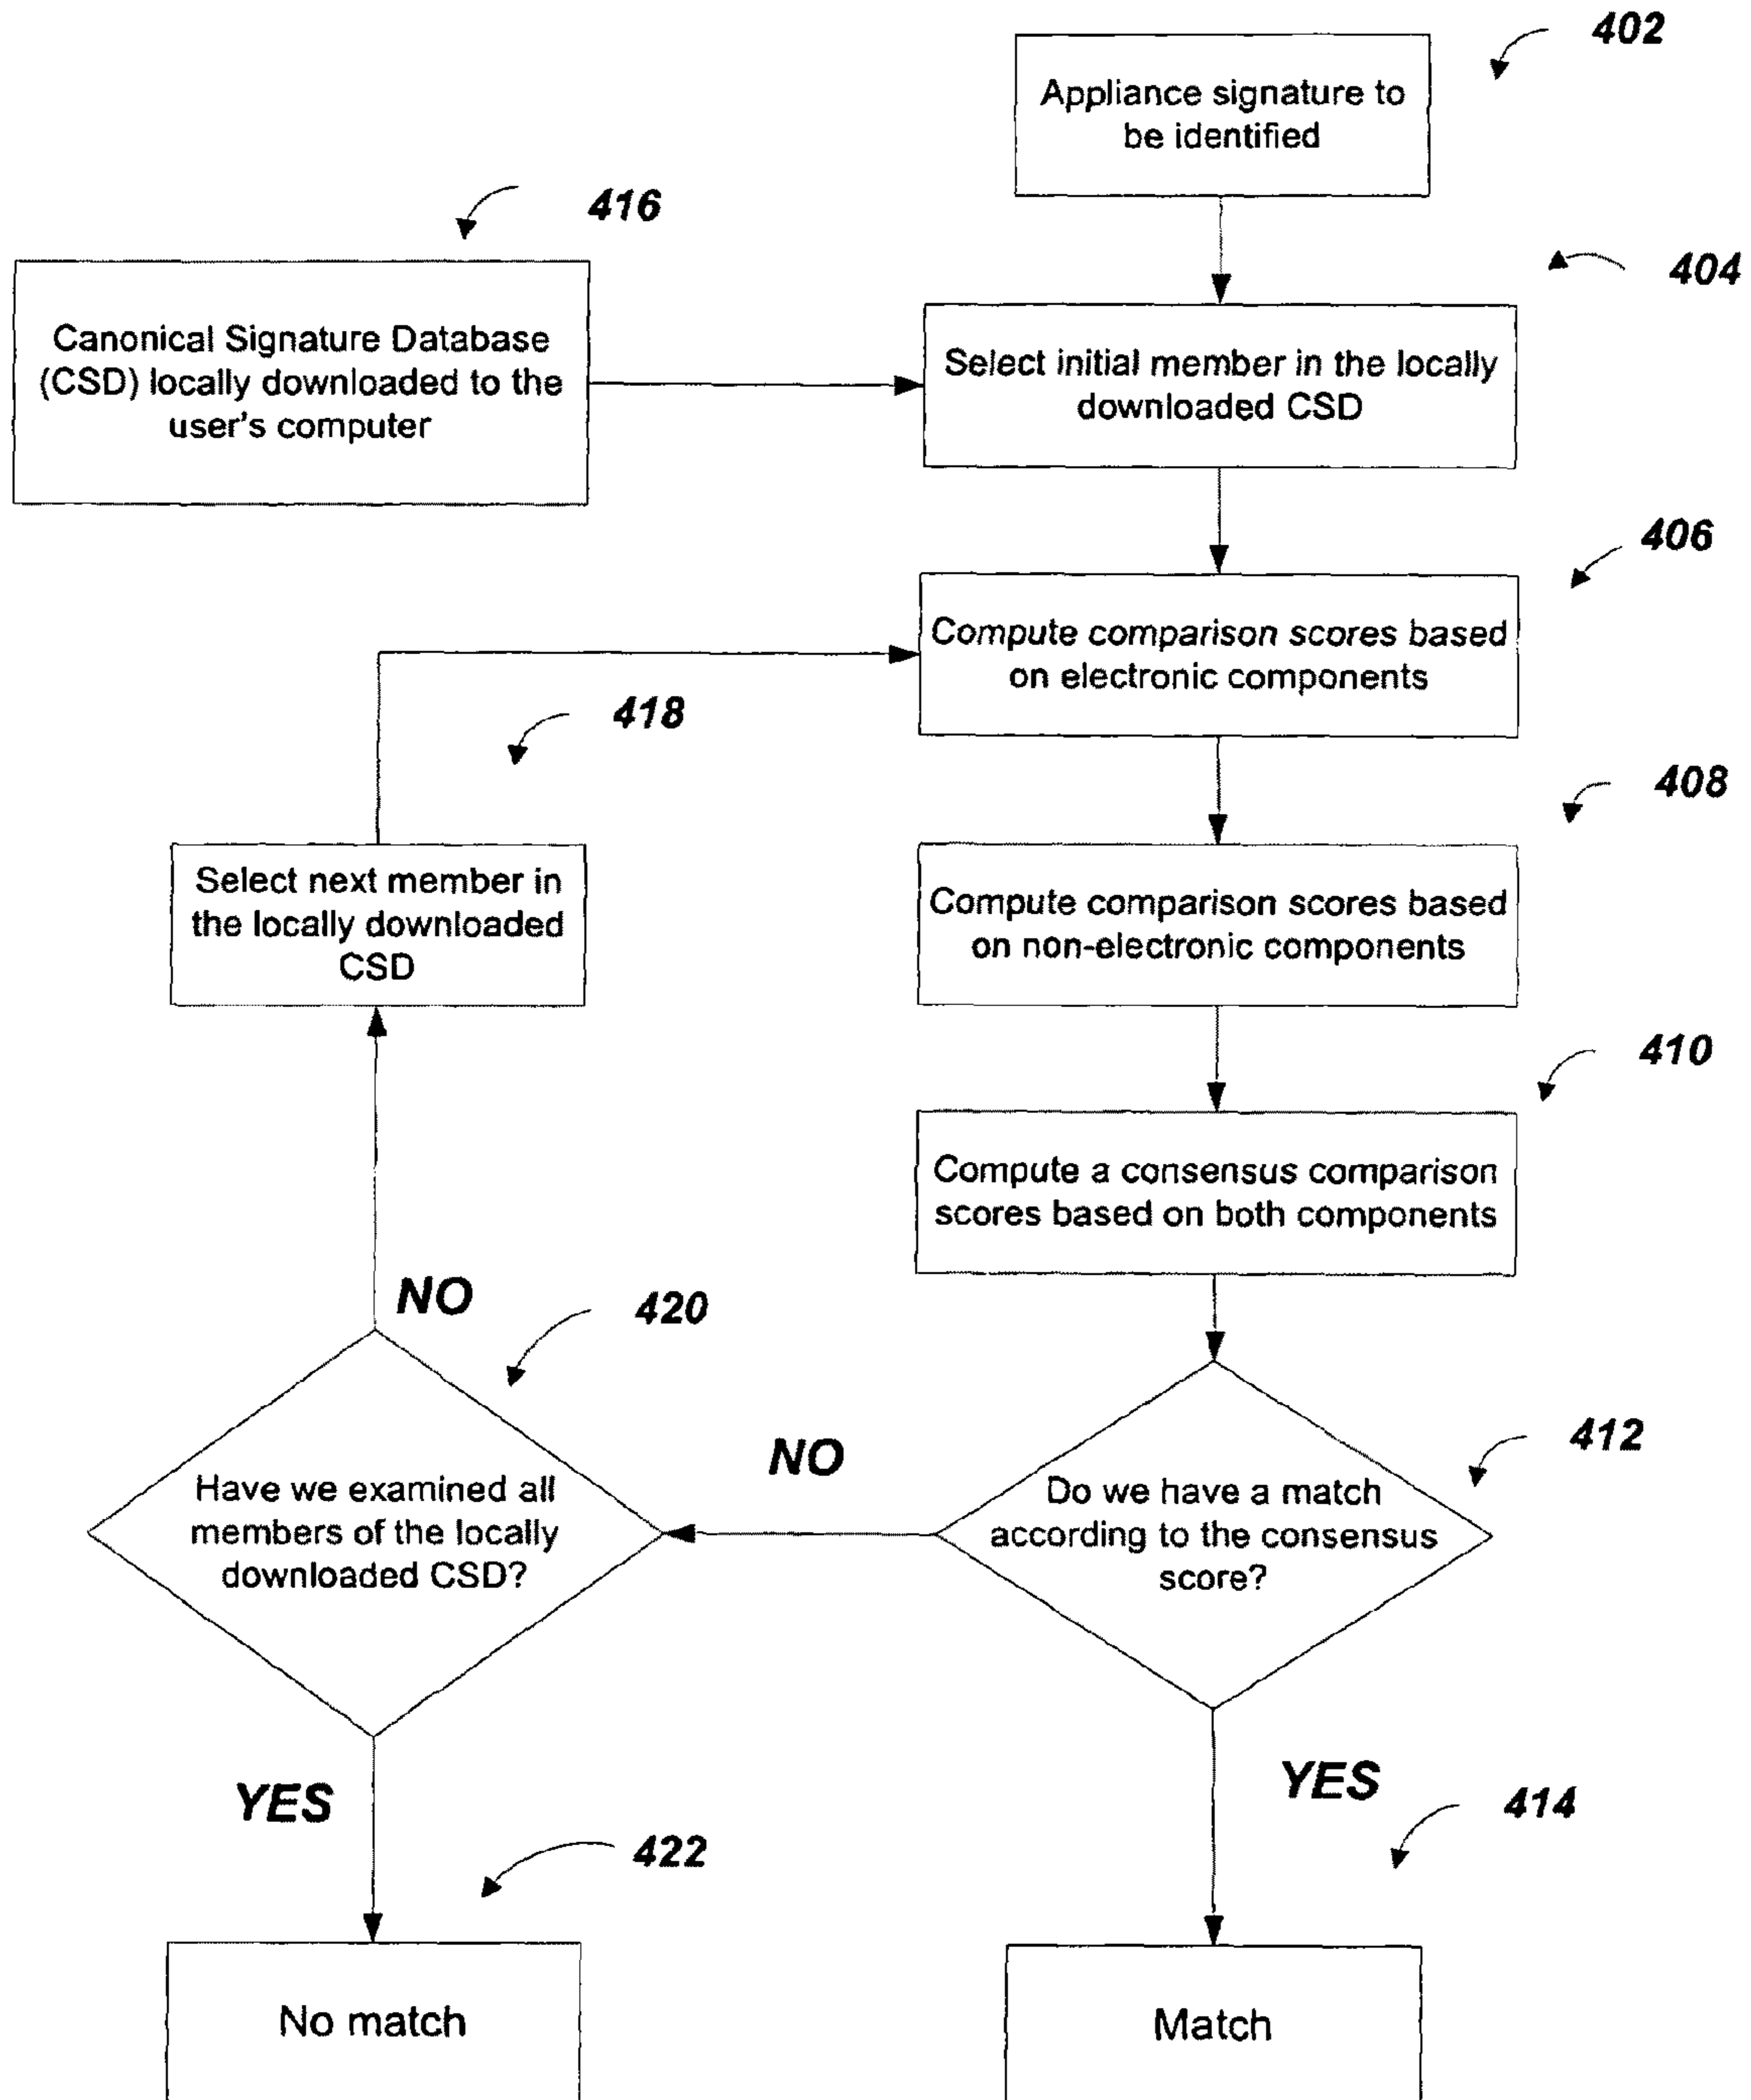 402
Appliance signature to
be identified
416
404
Canonical Signature Database
(CSD) locally downloaded to the
user's computer
Select initial member in the locally
downloaded CSD
406
Compute comparison scores based
on electronic components
418
408
Select next member in
the locally downloaded
CSD
Compute comparison scores based
on non-electronic components
410
Compute a consensus comparison
scores based on both components
NO
420
412
NO
Have we examined all
members of the locally
downloaded CSD?
Do we have a match
according to the consensus
score?
YES
YES
414
422
No match
Match